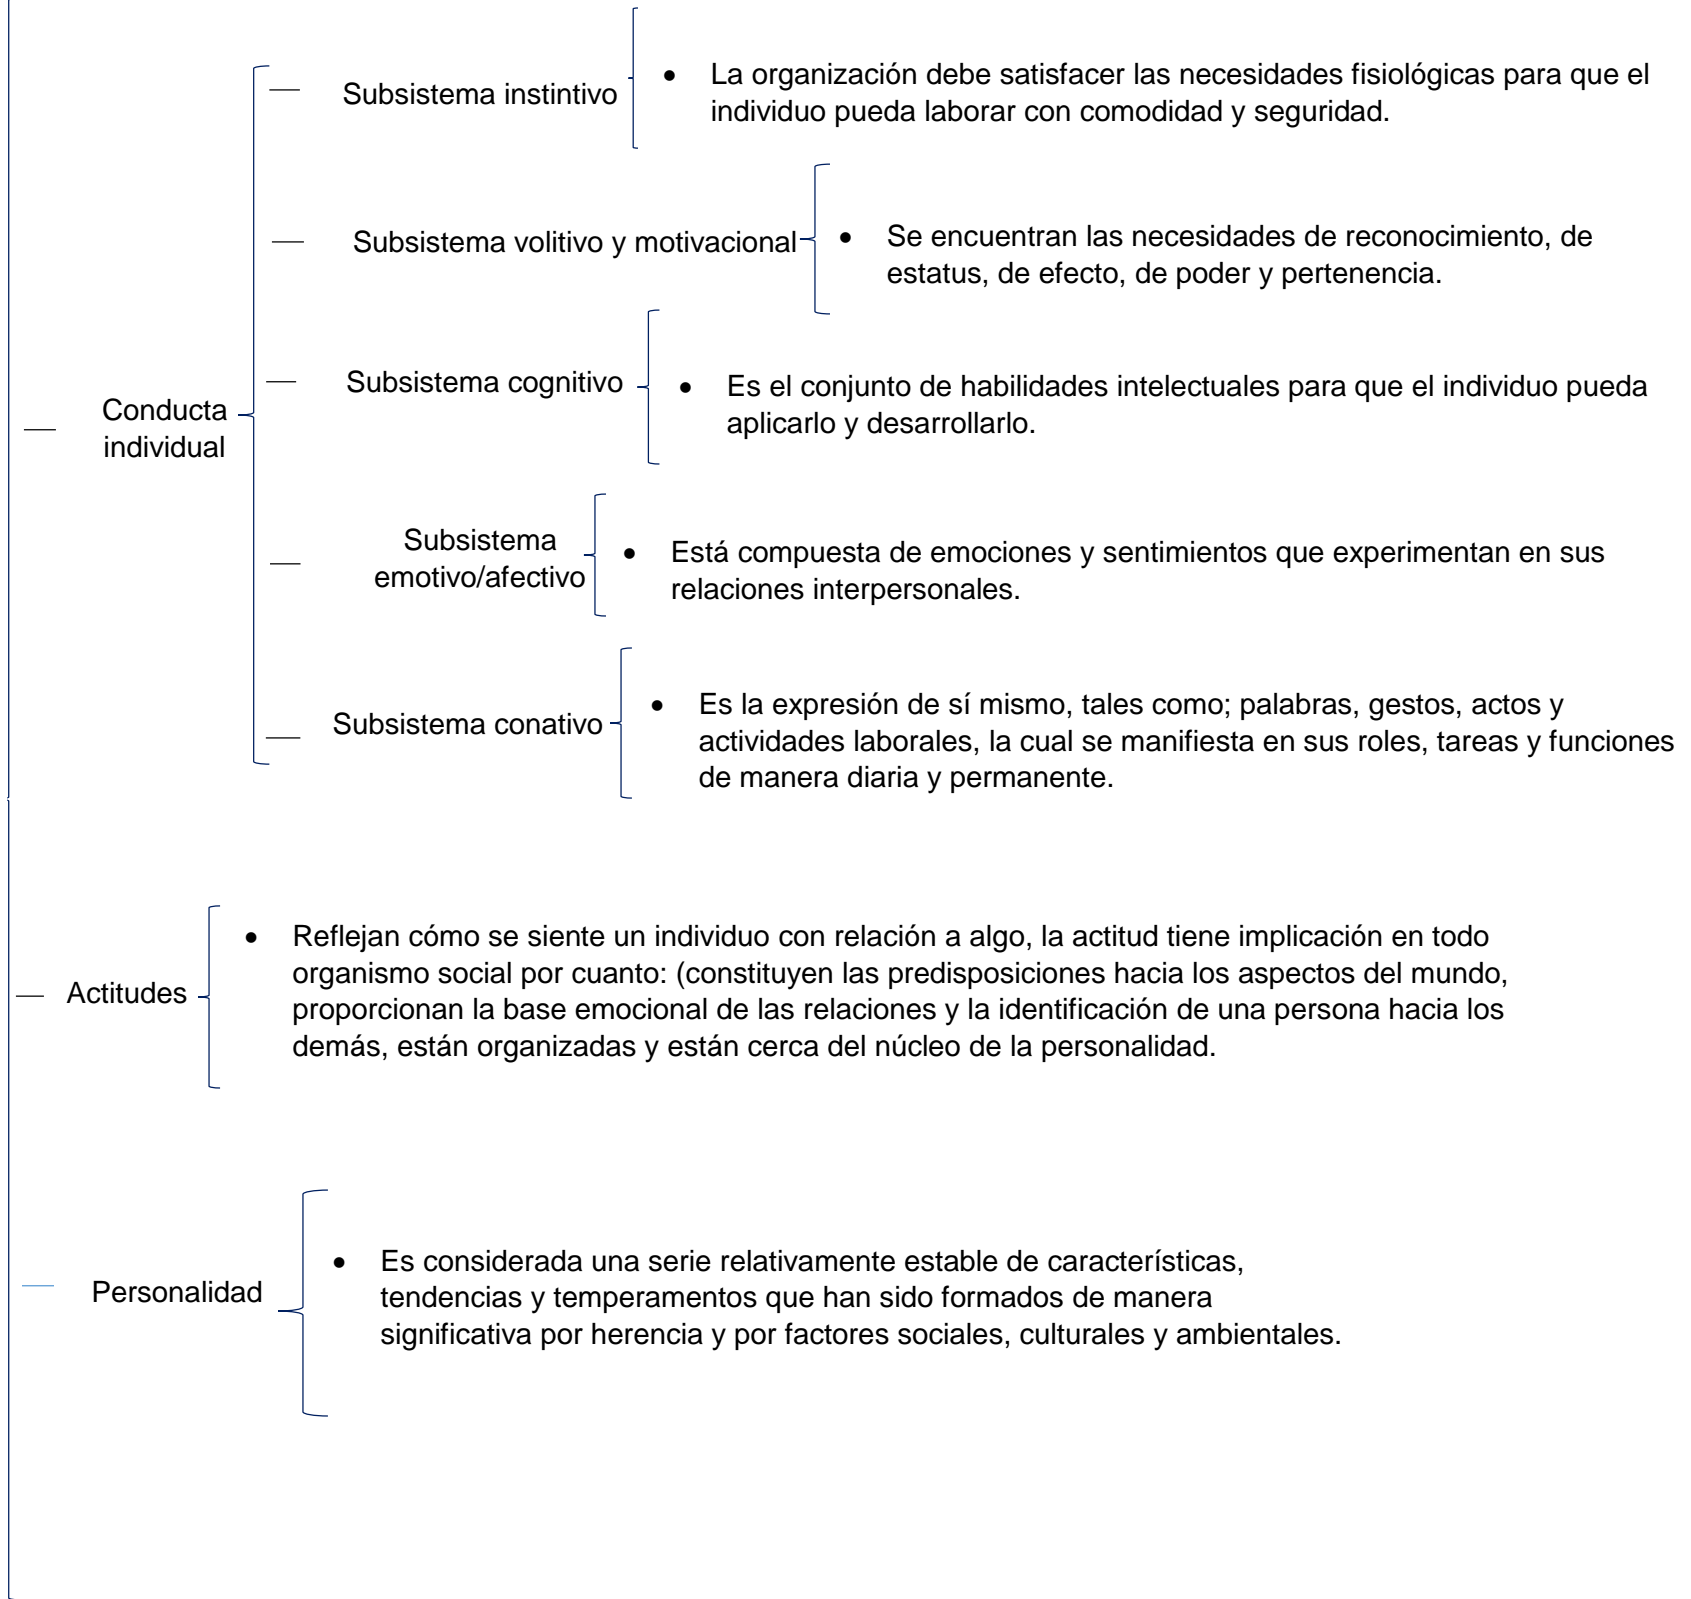 Conducta
individual
Subsistema instintivo
• La organización debe satisfacer las necesidades fisiológicas para que el
individuo pueda laborar con comodidad y seguridad.
Subsistema volitivo y motivacional
• Se encuentran las necesidades de reconocimiento, de
estatus, de efecto, de poder y pertenencia.
Subsistema cognitivo
• Es el conjunto de habilidades intelectuales para que el individuo pueda
aplicarlo y desarrollarlo.
Subsistema
emotivo/afectivo
• Está compuesta de emociones y sentimientos que experimentan en sus
relaciones interpersonales.
Subsistema conativo
• Es la expresión de sí mismo, tales como; palabras, gestos, actos y
actividades laborales, la cual se manifiesta en sus roles, tareas y funciones
de manera diaria y permanente.
Actitudes
• Reflejan cómo se siente un individuo con relación a algo, la actitud tiene implicación en todo
organismo social por cuanto: (constituyen las predisposiciones hacia los aspectos del mundo,
proporcionan la base emocional de las relaciones y la identificación de una persona hacia los
demás, están organizadas y están cerca del núcleo de la personalidad.
Personalidad
• Es considerada una serie relativamente estable de características,
tendencias y temperamentos que han sido formados de manera
significativa por herencia y por factores sociales, culturales y ambientales.